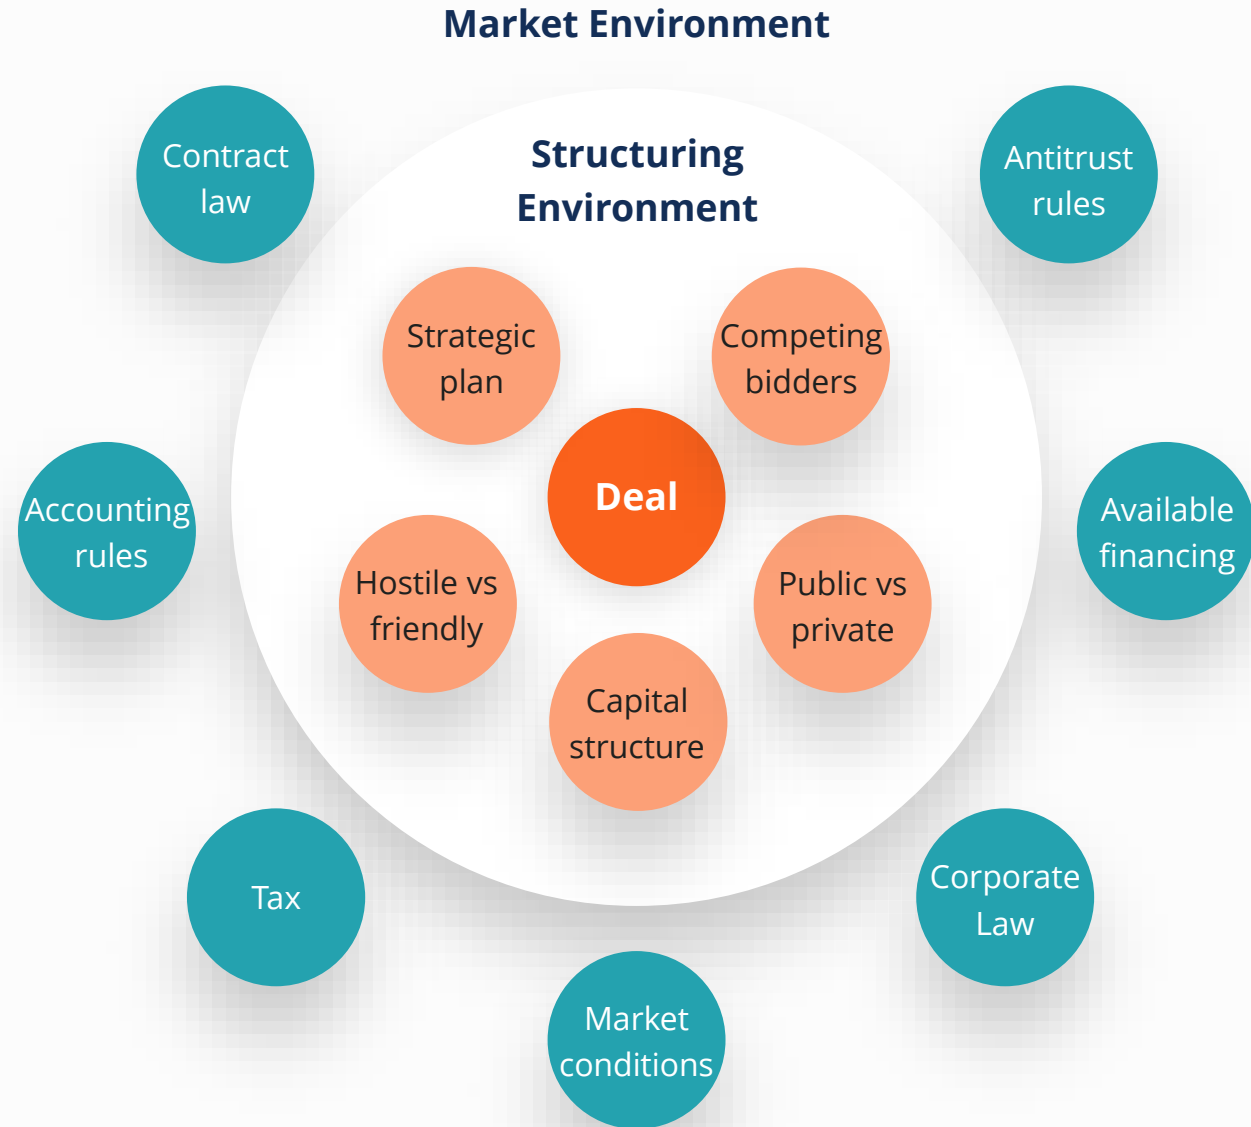 Market Environment
Contract
law
Antitrust
rules
Structuring
Environment
Strategic
plan
Competing
bidders
Deal
Accounting
rules
Available
financing
Hostile vs
friendly
Public vs
private
Capital
structure
Tax
Corporate
Law
Market
conditions